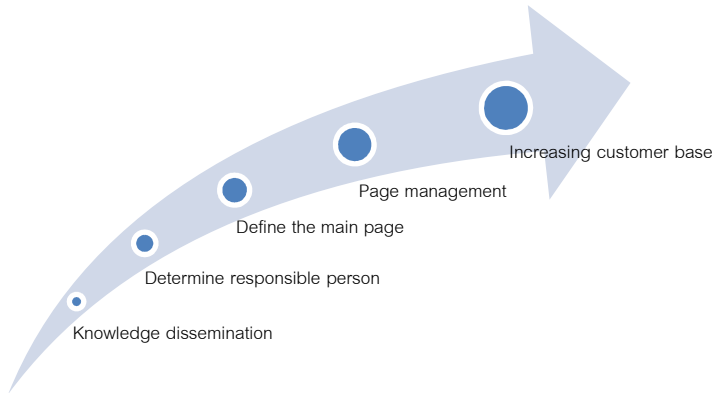 Increasing customer base
Page management
Define the main page
Determine responsible person
Knowledge dissemination